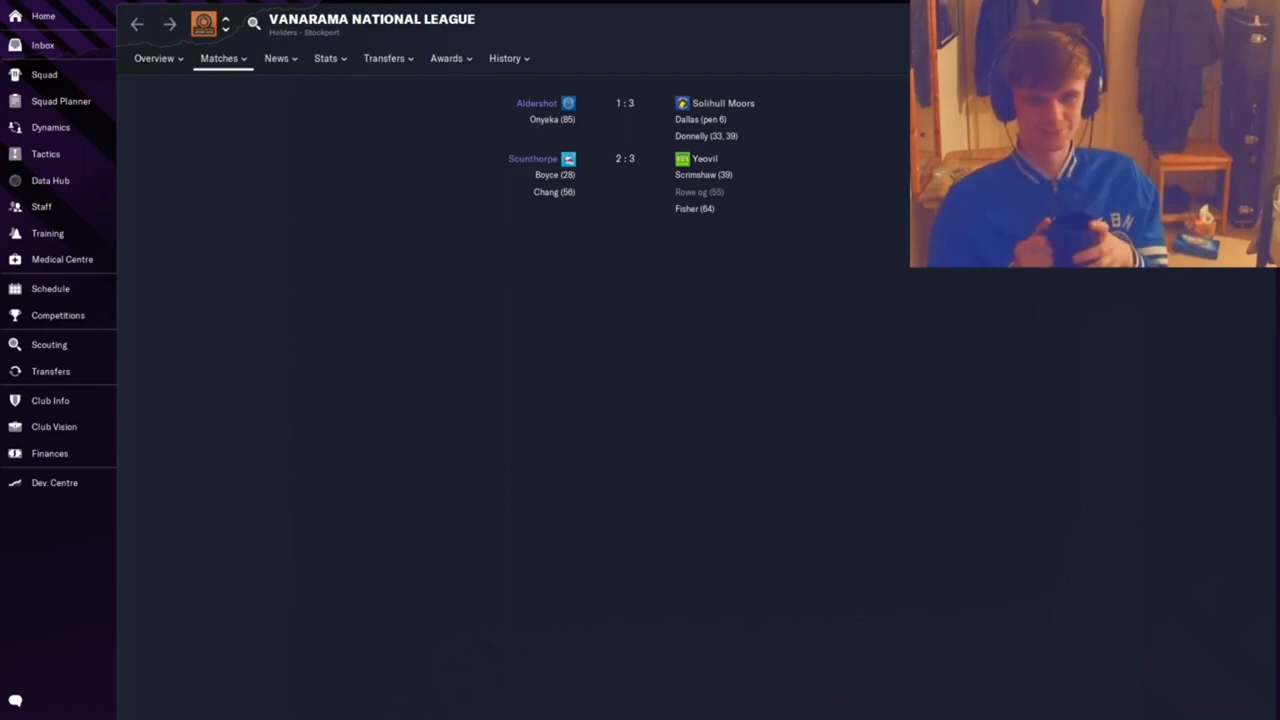 Home
Inbox
Squad
Squad Planner
Dynamics
Tactics
Data Hub
Staff
Training
Medical Centre
Schedule
Competitions
Scouting
Transfers
Club Info
Club Vision
Finances
Dev. Centre
VANARAMA NATIONAL LEAGUE
Holders - Stockport
Overview Matches News Stats Transfers Awards History
Aldershot 1 : 3 Solihull Moors
Onyeka (85) Dallas (pen 6)
Donnelly (33, 39)
Scunthorpe 2 : 3 Yeovil
Boyce (28) Scrimshaw (39)
Chang (56) Rowe og (55)
Fisher (64)